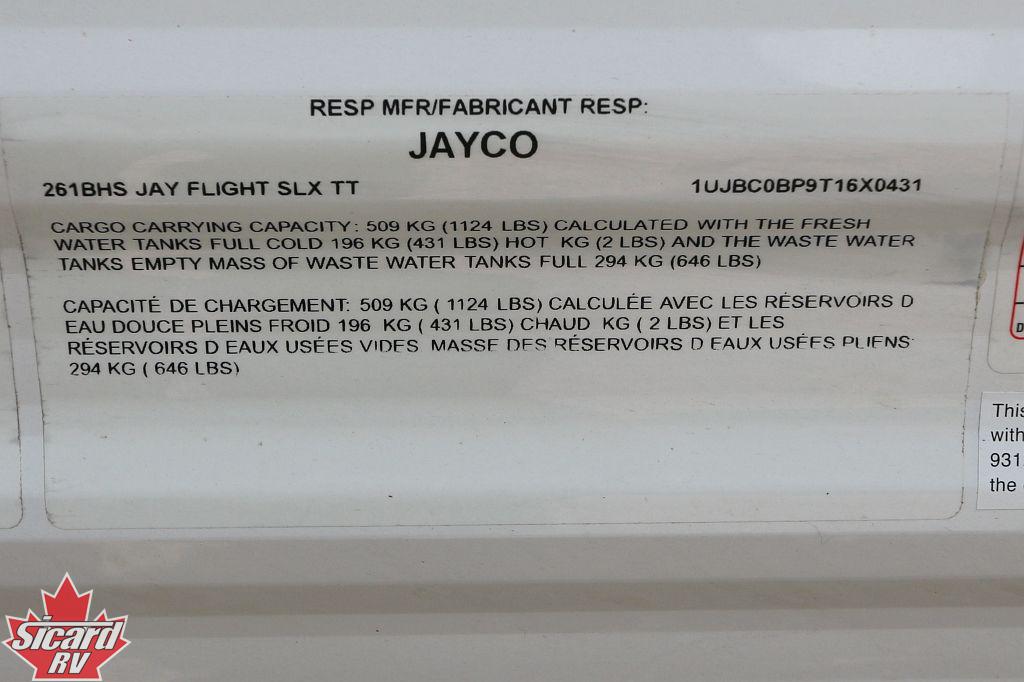 RESP MFR/FABRICANT RESP:
JAYCO
261BHS JAY FLIGHT SLX TT 1UJBC0BP9T16X0431
CARGO CARRYING CAPACITY: 509 KG (1124 LBS) CALCULATED WITH THE FRESH
WATER TANKS FULL COLD 196 KG (431 LBS) HOT KG (2 LBS) AND THE WASTE WATER
TANKS EMPTY MASS OF WASTE WATER TANKS FULL 294 KG (646 LBS)
CAPACITÉ DE CHARGEMENT: 509 KG ( 1124 LBS) CALCULÉE AVEC LES RÉSERVOIRS D
EAU DOUCE PLEINS FROID 196 KG ( 431 LBS) CHAUD KG ( 2 LBS) ET LES
RÉSERVOIRS D EAUX USÉES VIDES MASSE DES RÉSERVOIRS D EAUX USÉES PLIENS:
294 KG ( 646 LBS)
This
with
931
the
Sicard
RV